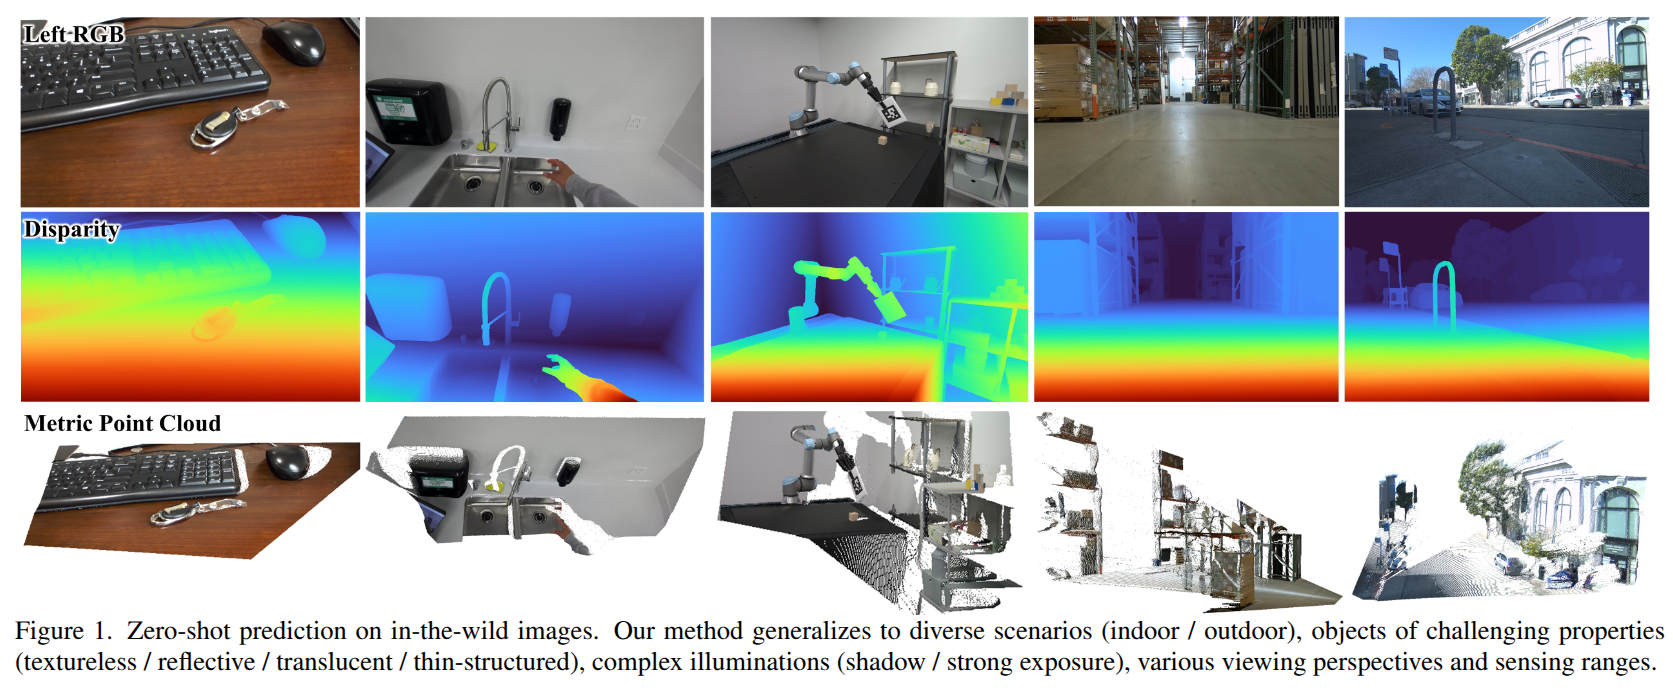 Left RGB
Disparity
Metric Point Cloud
Figure 1. Zero-shot prediction on in-the-wild images. Our method generalizes to diverse scenarios (indoor / outdoor), objects of challenging properties
(textureless / reflective / translucent / thin-structured), complex illuminations (shadow / strong exposure), various viewing perspectives and sensing ranges.